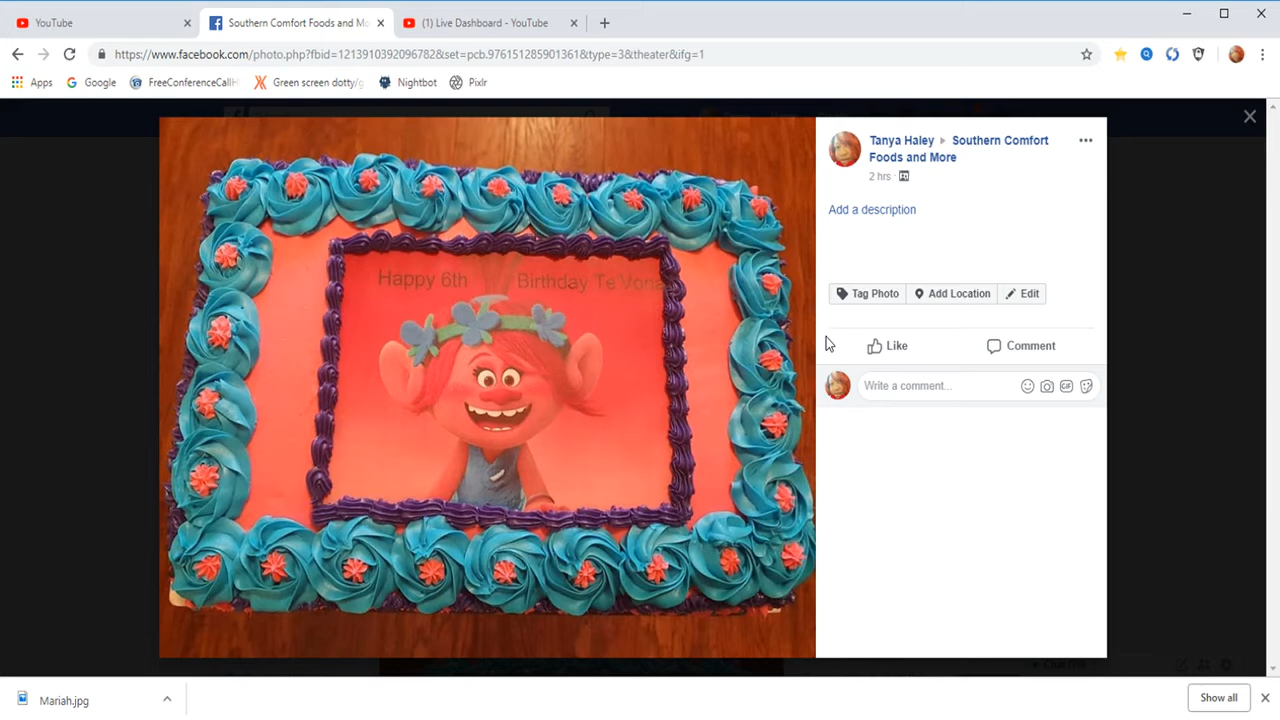 YouTube
Southern Comfort Foods and Mo
(1) Live Dashboard - YouTube
https://www.facebook.com/photo.php?fbid=1213910392096782&set=pcb.976151285901361&type=3&theater&ifg=1
Apps
Google
FreeConferenceCallH
Green screen dotty/g
Nightbot
Pixlr
Tanya Haley
Southern Comfort
Foods and More
2 hrs
Add a description
Happy 6th Birthday Te'Vona
Tag Photo
Add Location
Edit
Like
Comment
Write a comment...
GIF
Mariah.jpg
Show all